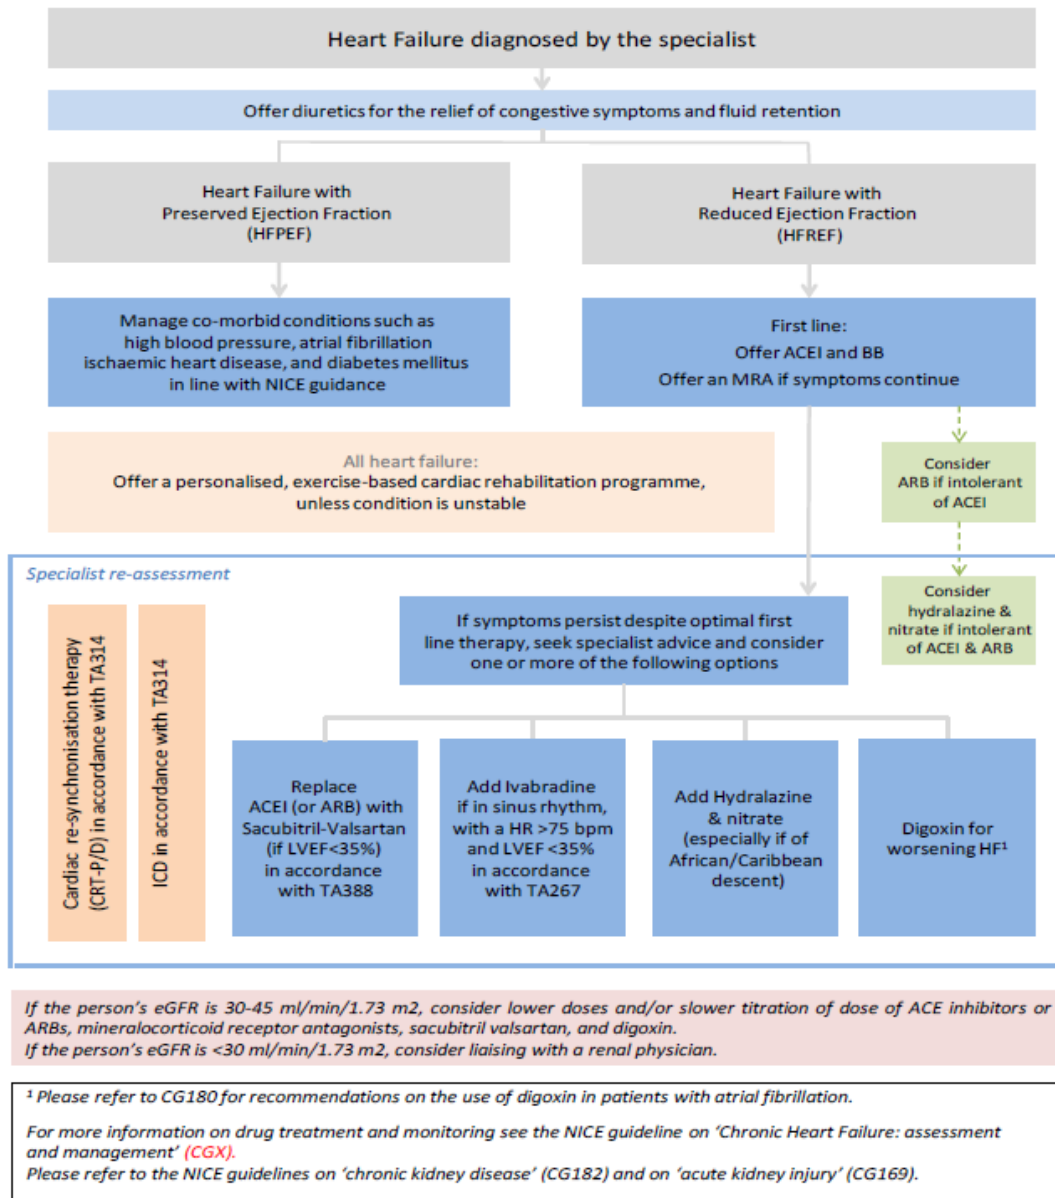 Heart Failure diagnosed by the specialist
Offer diuretics for the relief of congestive symptoms and fluid retention
Heart Failure with
Preserved Ejection Fraction
(HFPEF)
Heart Failure with
Reduced Ejection Fraction
(HFREF)
Manage co-morbid conditions such as
high blood pressure, atrial fibrillation
ischaemic heart disease, and diabetes mellitus
in line with NICE guidance
First line:
Offer ACEI and BB
Offer an MRA if symptoms continue
All heart failure:
Offer a personalised, exercise-based cardiac rehabilitation programme,
unless condition is unstable
Consider
ARB if intolerant
of ACEI
Specialist re-assessment
Consider
hydralazine &
nitrate if intolerant
of ACEI & ARB
If symptoms persist despite optimal first
line therapy, seek specialist advice and consider
one or more of the following options
Cardiac re-synchronisation therapy
(CRT-P/D) in accordance with TA314
ICD in accordance with TA314
Replace
ACEI (or ARB) with
Sacubitril-Valsartan
(if LVEF<35%)
in accordance
with TA388
Add Ivabradine
if in sinus rhythm,
with a HR >75 bpm
and LVEF <35%
in accordance
with TA267
Add Hydralazine
& nitrate
(especially if of
African/Caribbean
descent)
Digoxin for
worsening HF¹
If the person's eGFR is 30-45 ml/min/1.73 m2, consider lower doses and/or slower titration of dose of ACE inhibitors or
ARBs, mineralocorticoid receptor antagonists, sacubitril valsartan, and digoxin.
If the person's eGFR is <30 ml/min/1.73 m2, consider liaising with a renal physician.
¹ Please refer to CG180 for recommendations on the use of digoxin in patients with atrial fibrillation.
For more information on drug treatment and monitoring see the NICE guideline on 'Chronic Heart Failure: assessment
and management' (CGX).
Please refer to the NICE guidelines on 'chronic kidney disease' (CG182) and on 'acute kidney injury' (CG169).